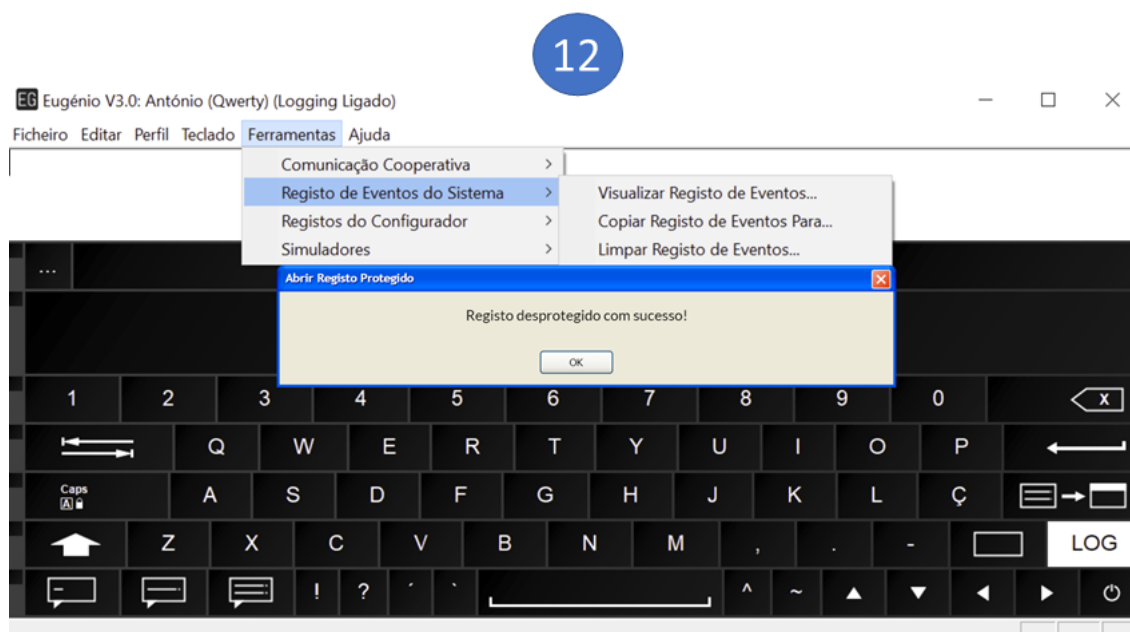 12
EG Eugénio V3.0: António (Qwerty) (Logging Ligado)
Ficheiro Editar Perfil Teclado Ferramentas Ajuda
Comunicação Cooperativa
Registo de Eventos do Sistema
Registos do Configurador
Simuladores
Visualizar Registo de Eventos...
Copiar Registo de Eventos Para...
Limpar Registo de Eventos...
...
Abrir Registo Protegido
Registo desprotegido com sucesso!
OK
1 2 3 4 5 6 7 8 9 0 X
Q W E R T Y U I O P
Caps
A
A S D F G H J K L Ç
Z X C V B N M , . - LOG
! ? ´ ` ^ ~